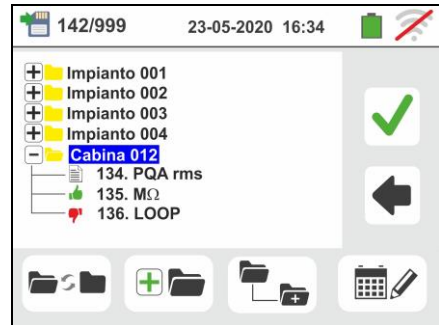 142/999 23-05-2020 16:34
Impianto 001
Impianto 002
Impianto 003
Impianto 004
Cabina 012
134. PQA rms
135. MΩ
136. LOOP